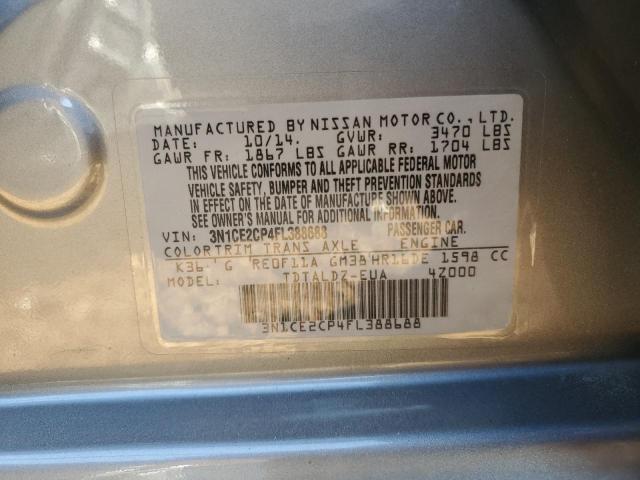 MANUFACTURED BY NISSAN MOTOR CO., LTD.
DATE: 10/14. GVWR: 3470 LBS
GAWR FR: 1867 LBS GAWR RR: 1704 LBS
THIS VEHICLE CONFORMS TO ALL APPLICABLE FEDERAL MOTOR
VEHICLE SAFETY, BUMPER AND THEFT PREVENTION STANDARDS
IN EFFECT ON THE DATE OF MANUFACTURE SHOWN ABOVE.
SEE OWNER'S MANUAL FOR ADDITIONAL INFORMATION.
VIN: 3N1CE2CP4FL388688 PASSENGER CAR.
COLOR TRIM TRANS AXLE ENGINE
K36 G RE0F11A GM38 HR16DE 1598 CC
MODEL: TDTALDZ-EUA 4Z000
3N1CE2CP4FL388688